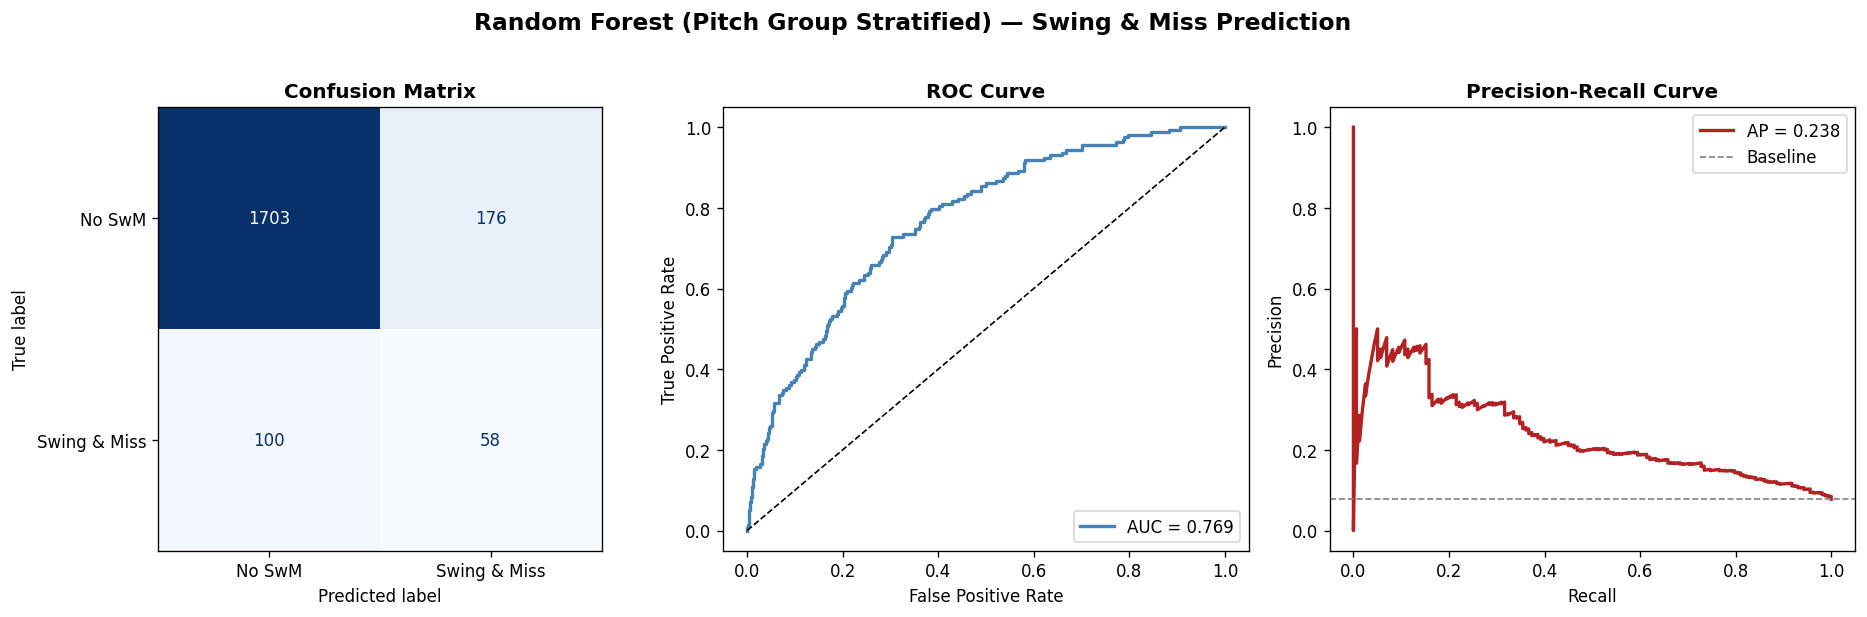 Random Forest (Pitch Group Stratified) — Swing & Miss Prediction
Confusion Matrix
True label
No SwM
Swing & Miss
1703
176
100
58
No SwM
Swing & Miss
Predicted label
ROC Curve
True Positive Rate
1.0
0.8
0.6
0.4
0.2
0.0
AUC = 0.769
0.0
0.2
0.4
0.6
0.8
1.0
False Positive Rate
Precision-Recall Curve
Precision
1.0
0.8
0.6
0.4
0.2
0.0
AP = 0.238
Baseline
0.0
0.2
0.4
0.6
0.8
1.0
Recall